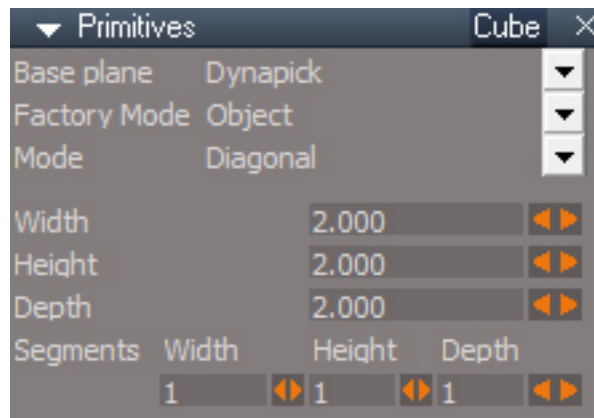 Primitives Cube
Base plane Dynapick
Factory Mode Object
Mode Diagonal
Width 2.000
Height 2.000
Depth 2.000
Segments Width Height Depth
1 1 1